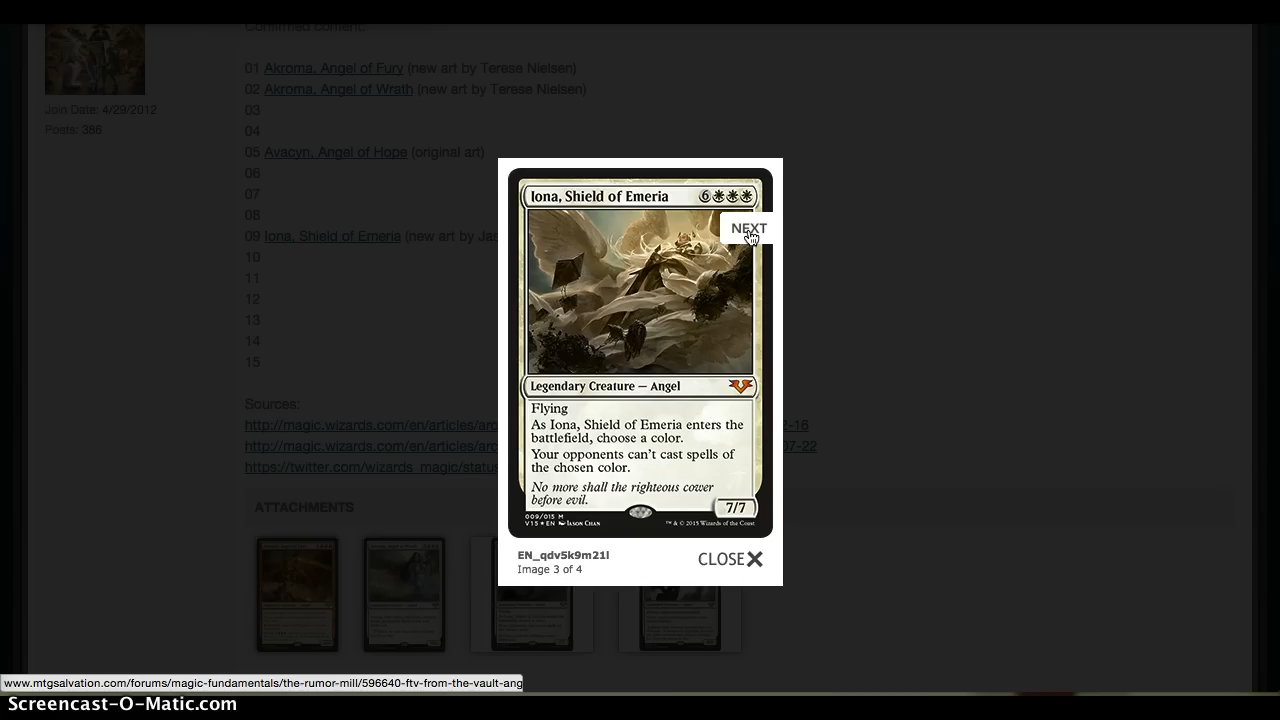 Confirmed content:
01 Akroma, Angel of Fury (new art by Terese Nielsen)
02 Akroma, Angel of Wrath (new art by Terese Nielsen)
03
04
05 Avacyn, Angel of Hope (original art)
06
07
08
09 Iona, Shield of Emeria (new art by Jas
10
11
12
13
14
15
Join Date: 4/29/2012
Posts: 386
Sources:
http://magic.wizards.com/en/articles/arc
2-16
http://magic.wizards.com/en/articles/arc
07-22
https://twitter.com/wizards_magic/status
ATTACHMENTS
Iona, Shield of Emeria 6
NEXT
Legendary Creature — Angel
Flying
As Iona, Shield of Emeria enters the
battlefield, choose a color.
Your opponents can't cast spells of
the chosen color.
No more shall the righteous cower
before evil.
7/7
009/015 M
V15★EN Jason Chan
™ & © 2015 Wizards of the Coast
EN_qdv5k9m21l
Image 3 of 4
CLOSE X
www.mtgsalvation.com/forums/magic-fundamentals/the-rumor-mill/596640-ftv-from-the-vault-ang
Screencast-O-Matic.com